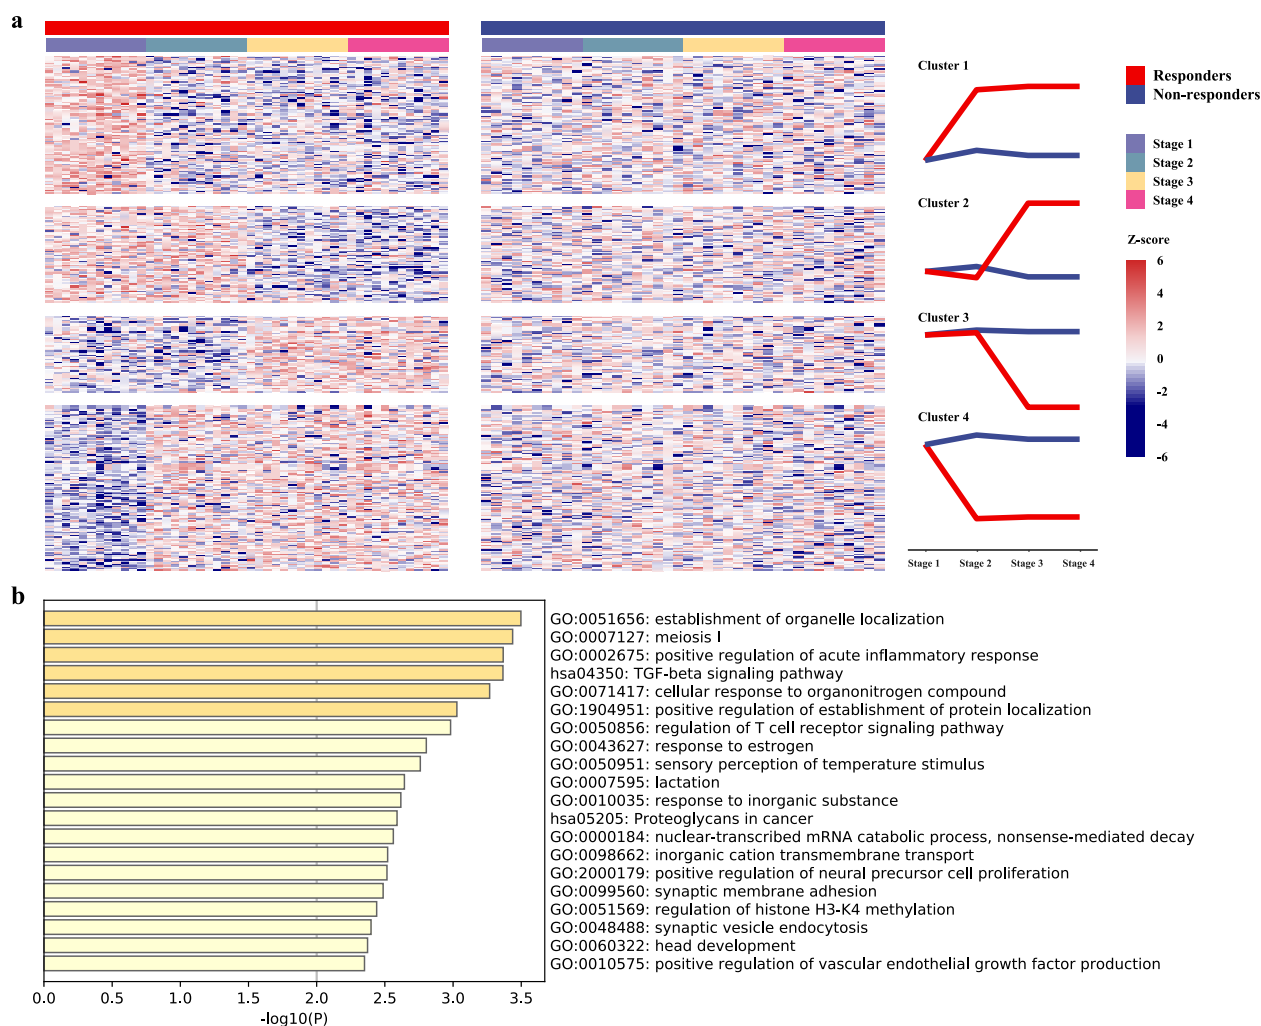 a
Cluster 1
Cluster 2
Cluster 3
Cluster 4
Stage 1 Stage 2 Stage 3 Stage 4
Responders
Non-responders
Stage 1
Stage 2
Stage 3
Stage 4
Z-score
6
4
2
0
-2
-4
-6
b
GO:0051656: establishment of organelle localization
GO:0007127: meiosis I
GO:0002675: positive regulation of acute inflammatory response
hsa04350: TGF-beta signaling pathway
GO:0071417: cellular response to organonitrogen compound
GO:1904951: positive regulation of establishment of protein localization
GO:0050856: regulation of T cell receptor signaling pathway
GO:0043627: response to estrogen
GO:0050951: sensory perception of temperature stimulus
GO:0007595: lactation
GO:0010035: response to inorganic substance
hsa05205: Proteoglycans in cancer
GO:0000184: nuclear-transcribed mRNA catabolic process, nonsense-mediated decay
GO:0098662: inorganic cation transmembrane transport
GO:2000179: positive regulation of neural precursor cell proliferation
GO:0099560: synaptic membrane adhesion
GO:0051569: regulation of histone H3-K4 methylation
GO:0048488: synaptic vesicle endocytosis
GO:0060322: head development
GO:0010575: positive regulation of vascular endothelial growth factor production
0.0 0.5 1.0 1.5 2.0 2.5 3.0 3.5
-log10(P)